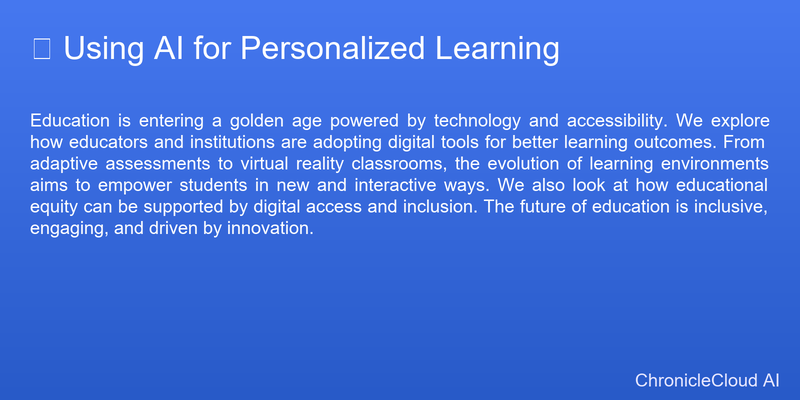 Using AI for Personalized Learning
Education is entering a golden age powered by technology and accessibility. We explore
how educators and institutions are adopting digital tools for better learning outcomes. From
adaptive assessments to virtual reality classrooms, the evolution of learning environments
aims to empower students in new and interactive ways. We also look at how educational
equity can be supported by digital access and inclusion. The future of education is inclusive,
engaging, and driven by innovation.
ChronicleCloud AI